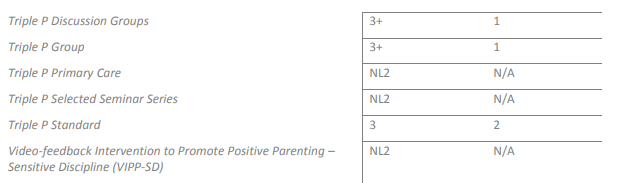 Triple P Discussion Groups 3+ 1
Triple P Group 3+ 1
Triple P Primary Care NL2 N/A
Triple P Selected Seminar Series NL2 N/A
Triple P Standard 3 2
Video-feedback Intervention to Promote Positive Parenting – NL2 N/A
Sensitive Discipline (VIPP-SD)